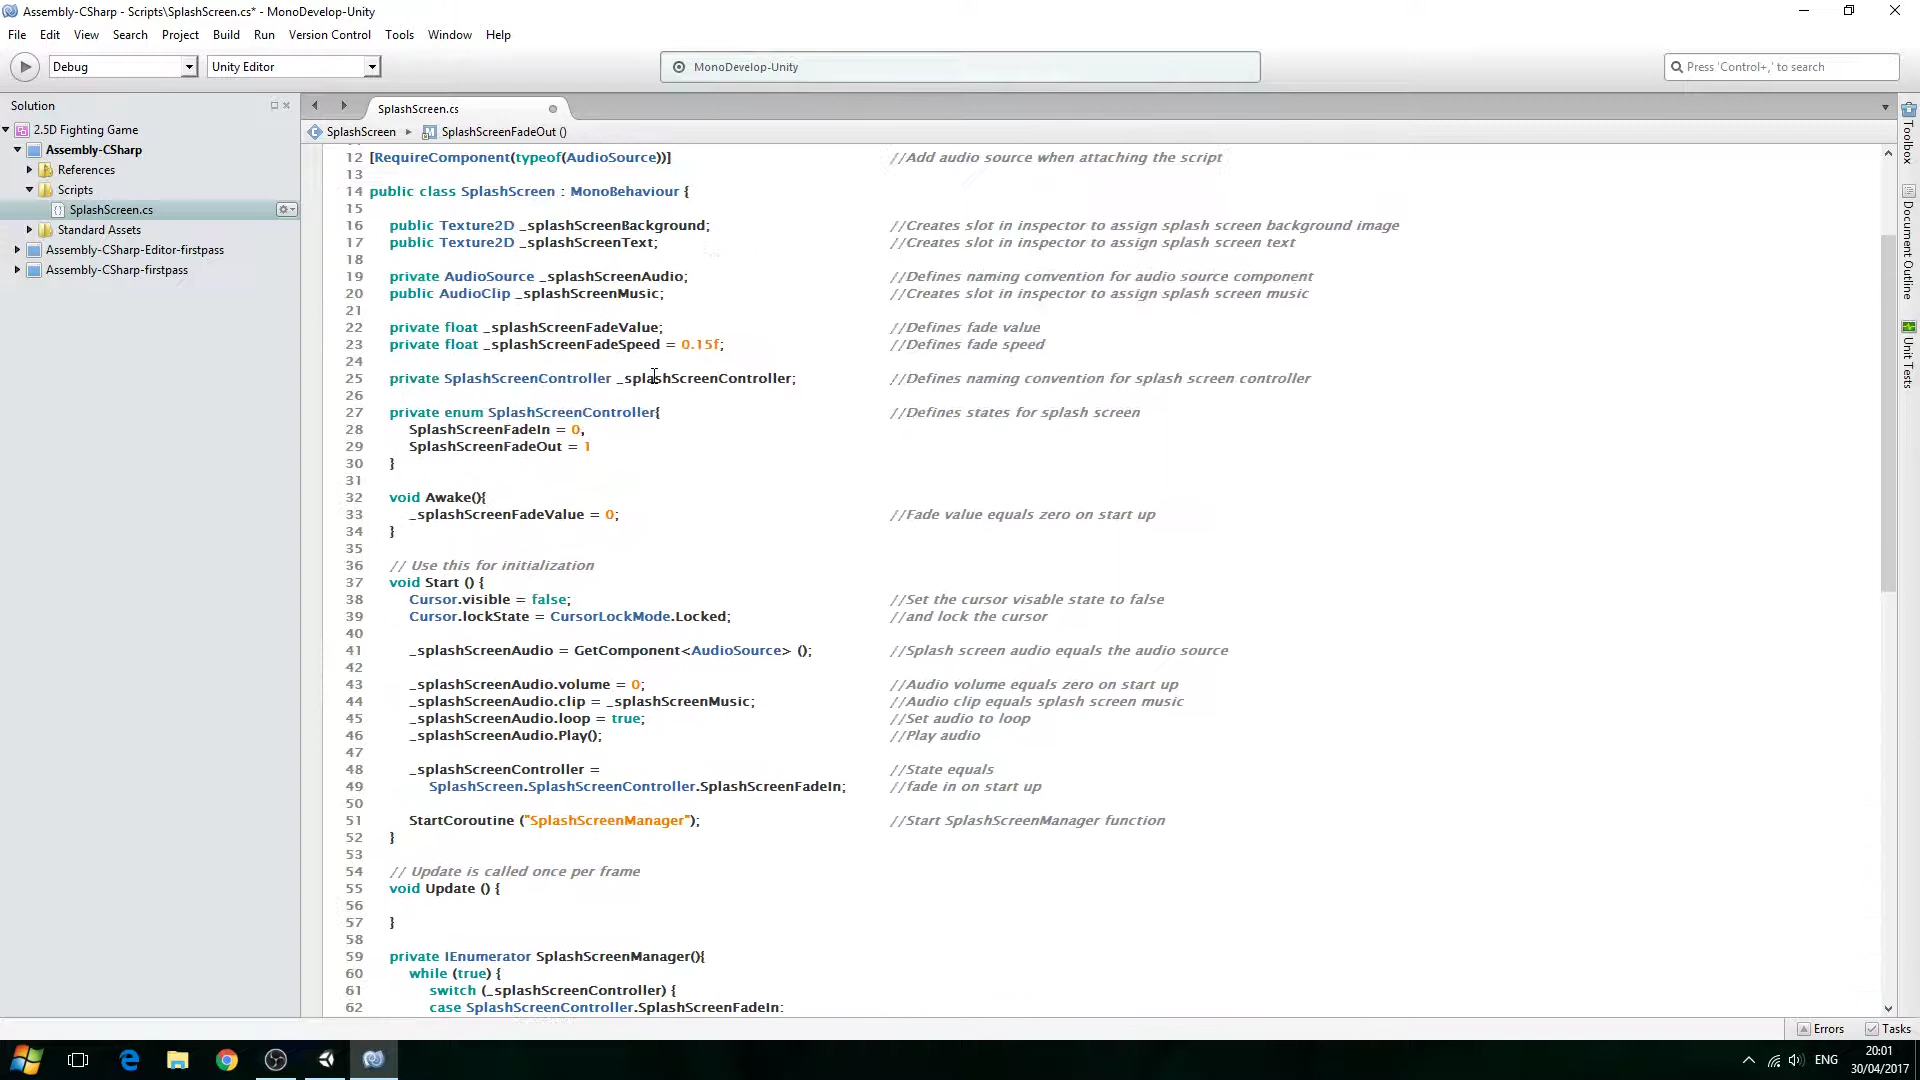 Assembly-CSharp - Scripts\SplashScreen.cs* - MonoDevelop-Unity
File Edit View Search Project Build Run Version Control Tools Window Help
Debug Unity Editor MonoDevelop-Unity Press 'Control+,' to search
Solution
2.5D Fighting Game
Assembly-CSharp
References
Scripts
SplashScreen.cs
Standard Assets
Assembly-CSharp-Editor-firstpass
Assembly-CSharp-firstpass
SplashScreen.cs
SplashScreen SplashScreenFadeOut ()
12 [RequireComponent(typeof(AudioSource))] //Add audio source when attaching the script
13
14 public class SplashScreen : MonoBehaviour {
15
16 public Texture2D _splashScreenBackground; //Creates slot in inspector to assign splash screen background image
17 public Texture2D _splashScreenText; //Creates slot in inspector to assign splash screen text
18
19 private AudioSource _splashScreenAudio; //Defines naming convention for audio source component
20 public AudioClip _splashScreenMusic; //Creates slot in inspector to assign splash screen music
21
22 private float _splashScreenFadeValue; //Defines fade value
23 private float _splashScreenFadeSpeed = 0.15f; //Defines fade speed
24
25 private SplashScreenController _splashScreenController; //Defines naming convention for splash screen controller
26
27 private enum SplashScreenController{ //Defines states for splash screen
28 SplashScreenFadeIn = 0,
29 SplashScreenFadeOut = 1
30 }
31
32 void Awake(){
33 _splashScreenFadeValue = 0; //Fade value equals zero on start up
34 }
35
36 // Use this for initialization
37 void Start () {
38 Cursor.visible = false; //Set the cursor visable state to false
39 Cursor.lockState = CursorLockMode.Locked; //and lock the cursor
40
41 _splashScreenAudio = GetComponent<AudioSource> (); //Splash screen audio equals the audio source
42
43 _splashScreenAudio.volume = 0; //Audio volume equals zero on start up
44 _splashScreenAudio.clip = _splashScreenMusic; //Audio clip equals splash screen music
45 _splashScreenAudio.loop = true; //Set audio to loop
46 _splashScreenAudio.Play(); //Play audio
47
48 _splashScreenController = //State equals
49 SplashScreen.SplashScreenController.SplashScreenFadeIn; //fade in on start up
50
51 StartCoroutine ("SplashScreenManager"); //Start SplashScreenManager function
52 }
53
54 // Update is called once per frame
55 void Update () {
56
57 }
58
59 private IEnumerator SplashScreenManager(){
60 while (true) {
61 switch (_splashScreenController) {
62 case SplashScreenController.SplashScreenFadeIn:
Toolbox
Document Outline
Unit Tests
Errors Tasks
ENG
20:01
30/04/2017